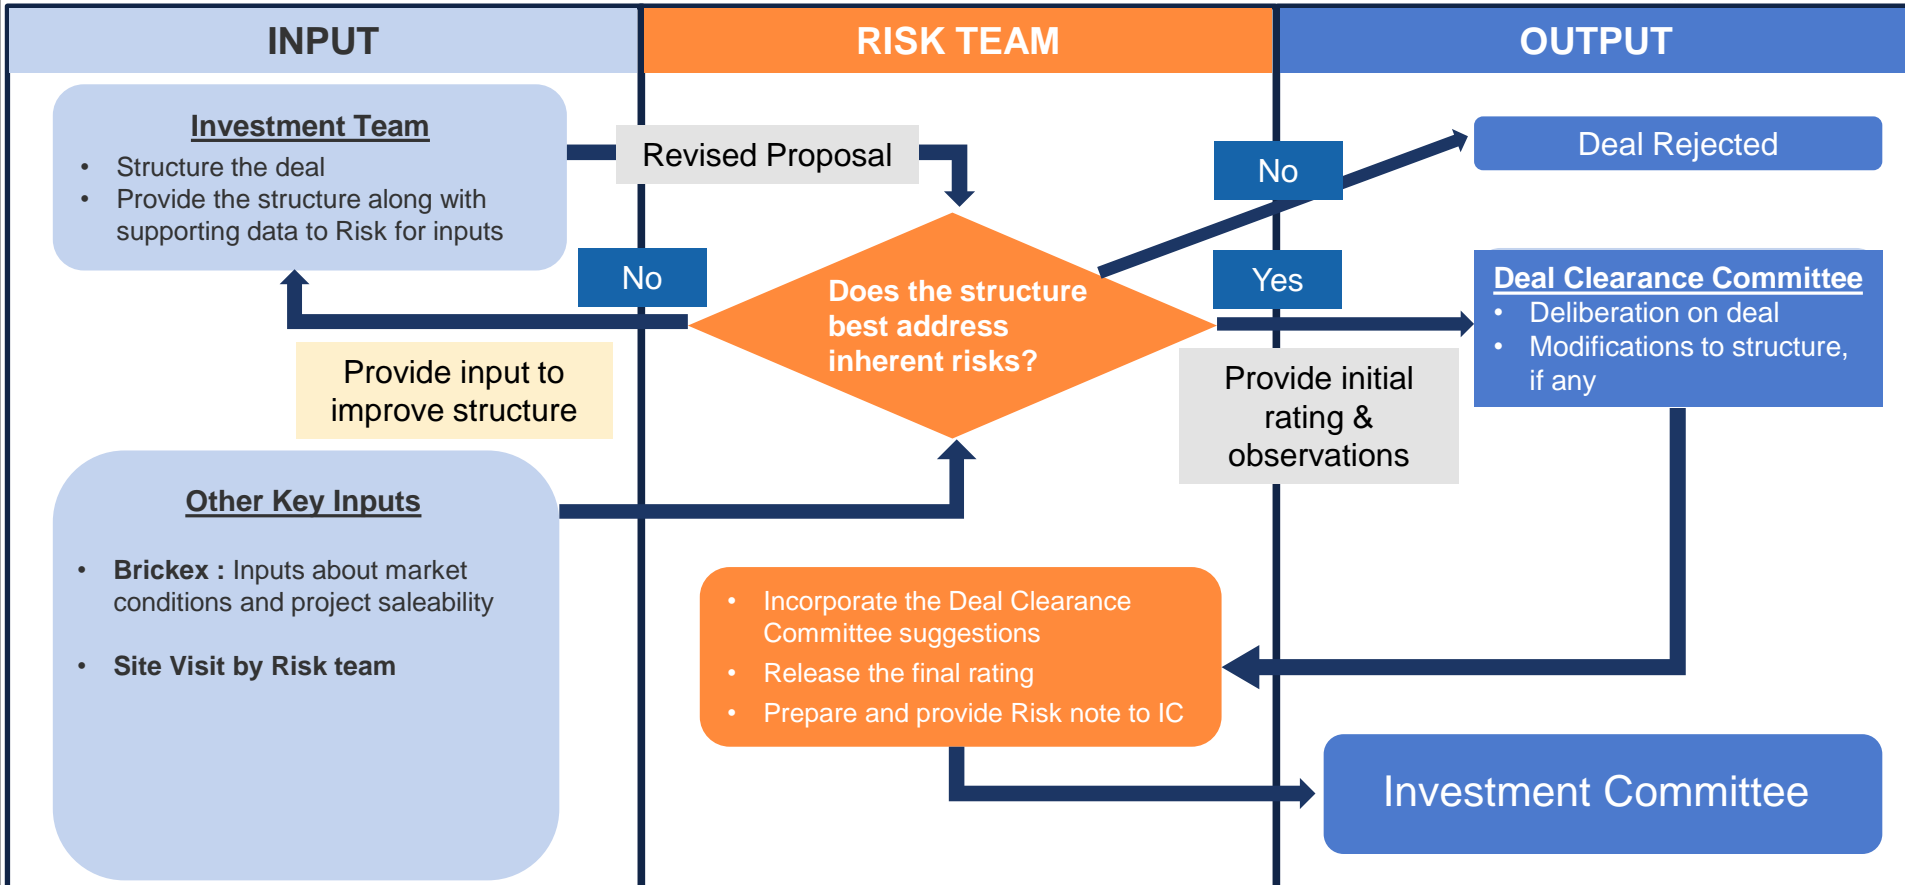 INPUT
RISK TEAM
OUTPUT
Investment Team
• Structure the deal
• Provide the structure along with
supporting data to Risk for inputs
Revised Proposal
No
Deal Rejected
No
Does the structure
best address
inherent risks?
Yes
Deal Clearance Committee
• Deliberation on deal
• Modifications to structure,
if any
Provide input to
improve structure
Provide initial
rating &
observations
Other Key Inputs
• Brickex : Inputs about market
conditions and project saleability
• Site Visit by Risk team
• Incorporate the Deal Clearance
Committee suggestions
• Release the final rating
• Prepare and provide Risk note to IC
Investment Committee